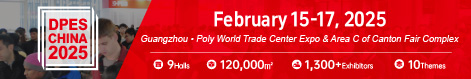 DPES
CHINA
2025
February 15-17, 2025
Guangzhou • Poly World Trade Center Expo & Area C of Canton Fair Complex
9Halls 120,000m² 1,300+Exhibitors 10Themes